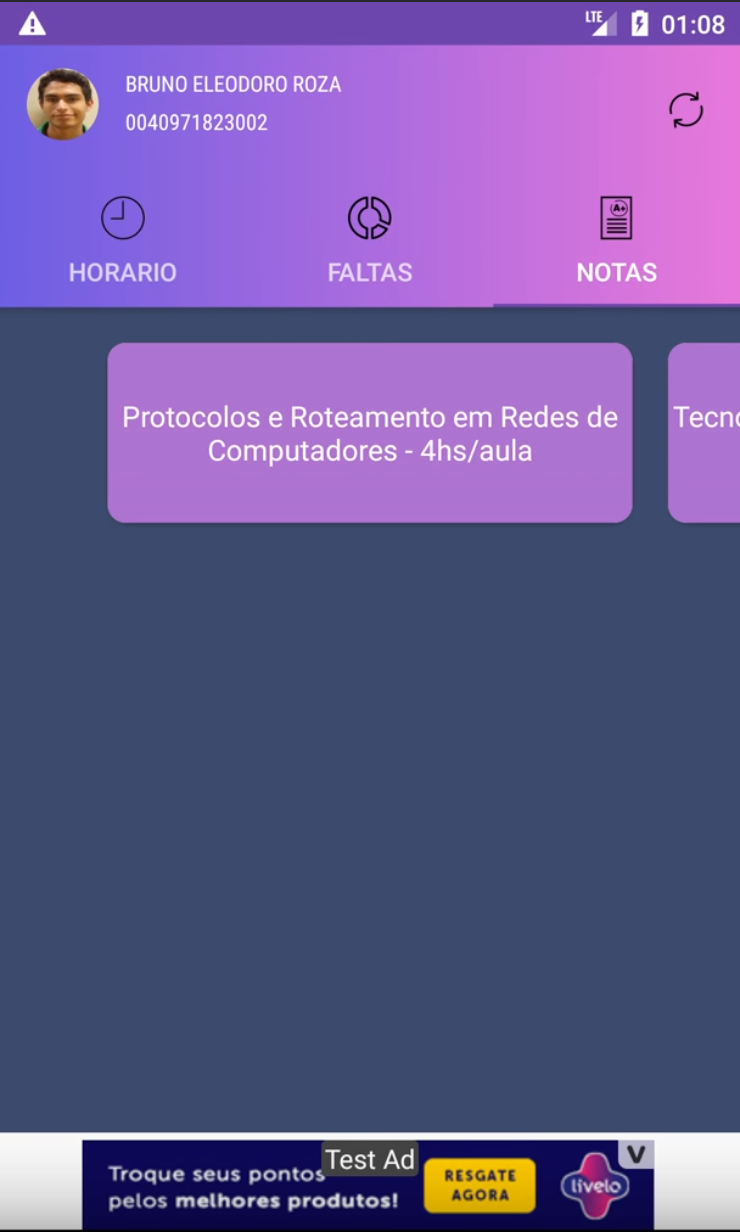 LTE
01:08
BRUNO ELEODORO ROZA
0040971823002
A+
HORARIO
FALTAS
NOTAS
Protocolos e Roteamento em Redes de
Computadores - 4hs/aula
Test Ad
Troque seus pontos
pelos melhores produtos!
RESGATE
AGORA
livelo
V